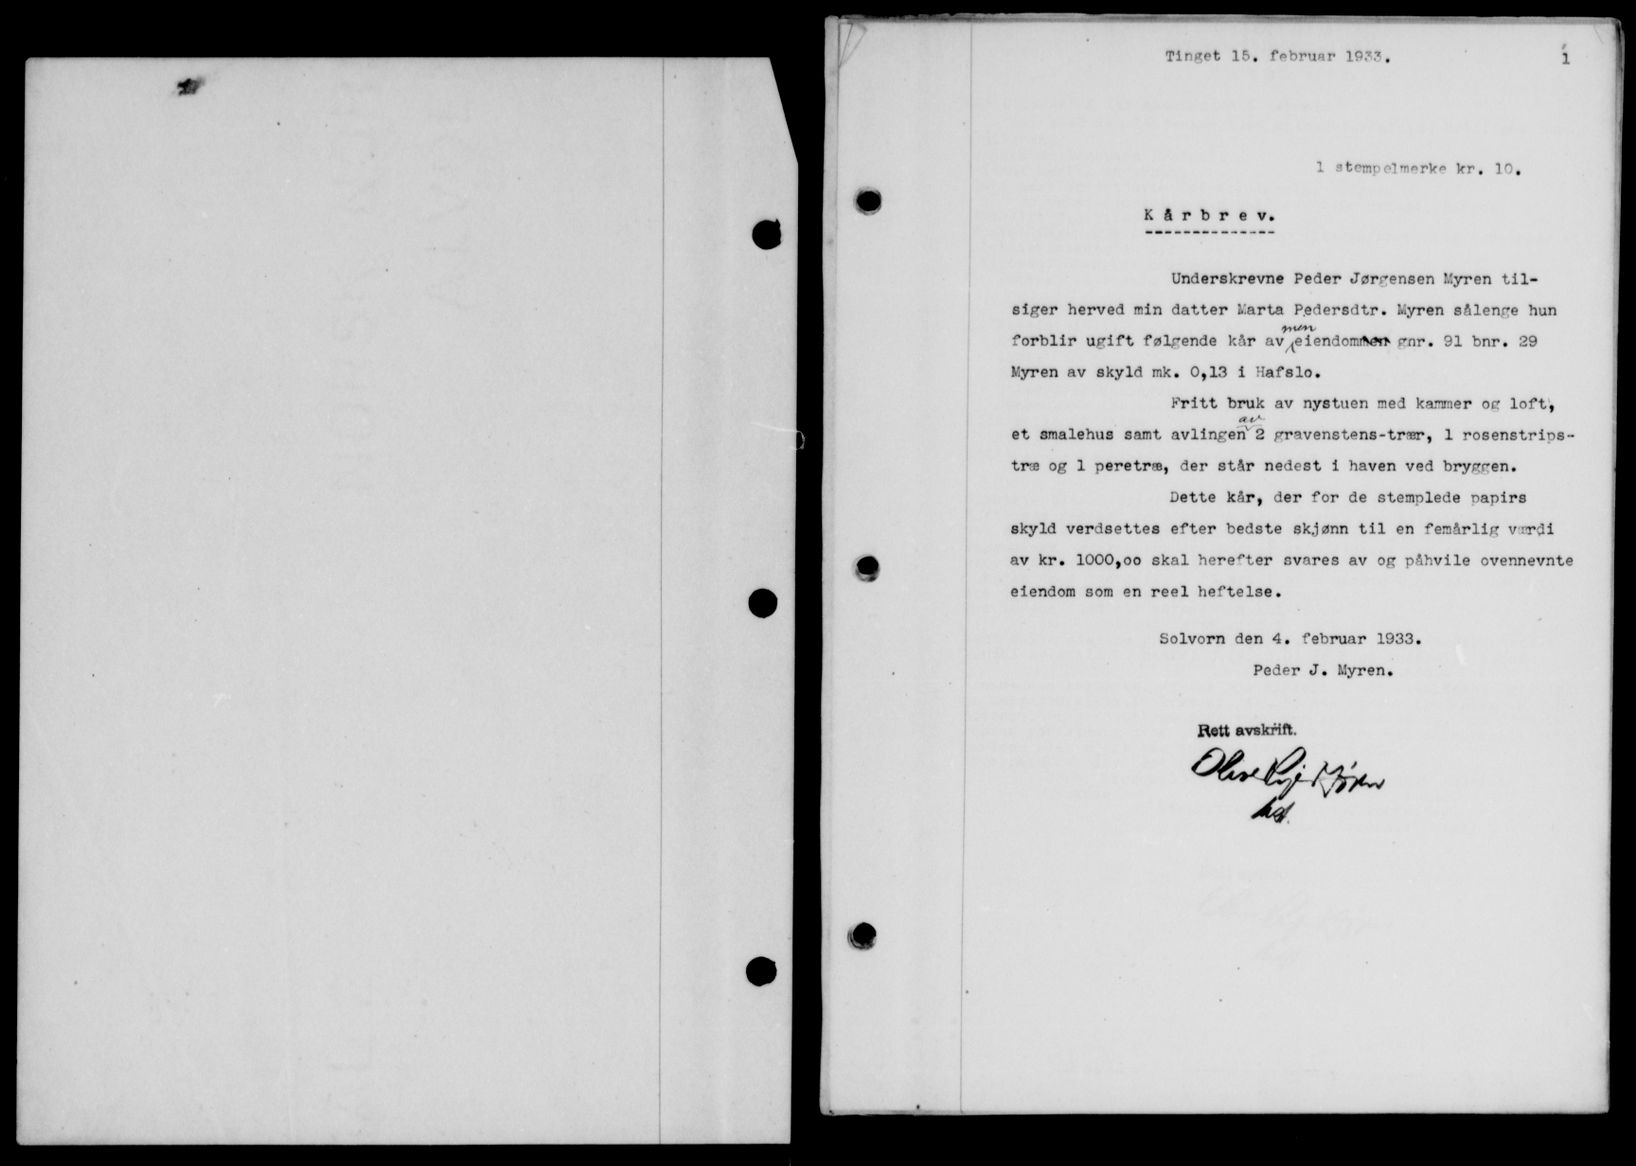 Tinget 15. februar 1933.
1
1 stempelmerke kr. 10.
Kårbrev.
Underskrevne Peder Jørgensen Myren til-
siger herved min datter Marta Pedersdtr. Myren sålenge hun
forblir ugift følgende kår av min eiendom gnr. 91 bnr. 29
Myren av skyld mk. 0,13 i Hafslo.
Fritt bruk av nystuen med kammer og loft,
et smalehus samt avlingen av 2 gravenstens-trær, 1 rosenstrips-
træ og 1 peretræ, der står nedest i haven ved bryggen.
Dette kår, der for de stemplede papirs
skyld verdsettes efter bedste skjønn til en femårlig værdi
av kr. 1000,oo skal herefter svares av og påhvile ovennevnte
eiendom som en reel heftelse.
Solvorn den 4. februar 1933.
Peder J. Myren.
Rett avskrift.